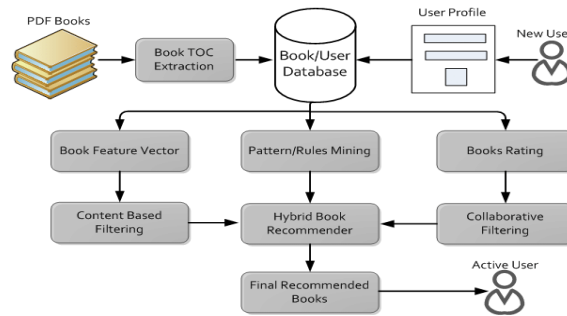 PDF Books
User Profile
New User
Book TOC
Extraction
Book/User
Database
Book Feature Vector
Pattern/Rules Mining
Books Rating
Content Based
Filtering
Hybrid Book
Recommender
Collaborative
Filtering
Active User
Final Recommended
Books